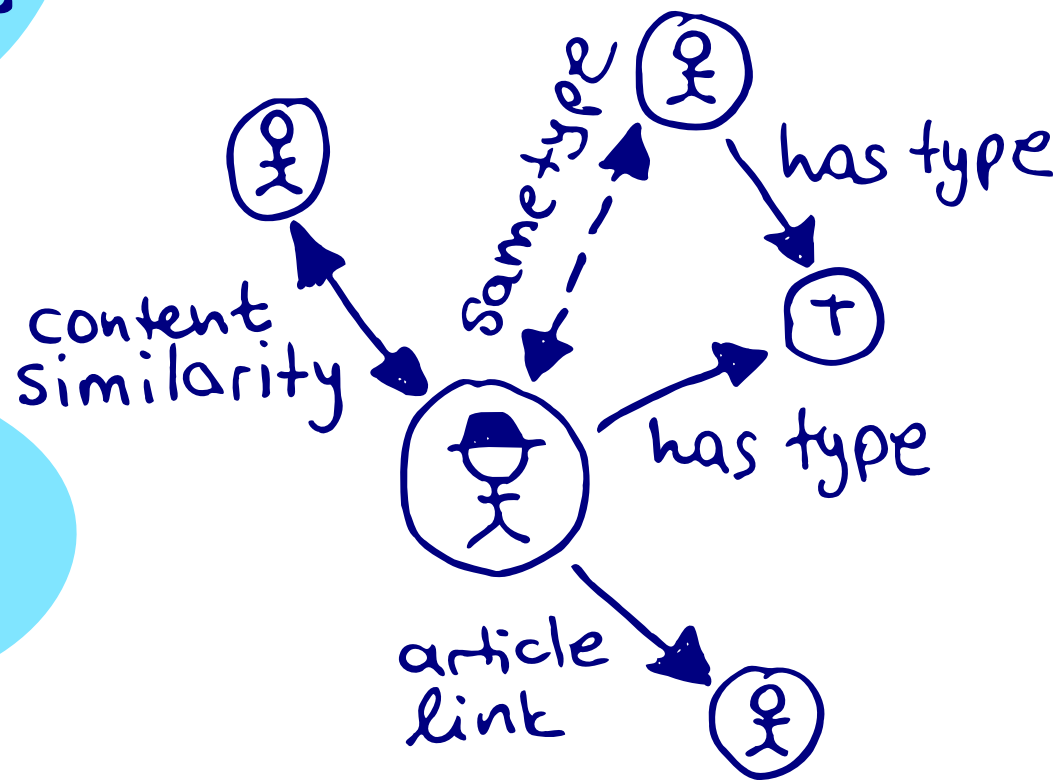 same type
has type
content
similarity
T
has type
article
link